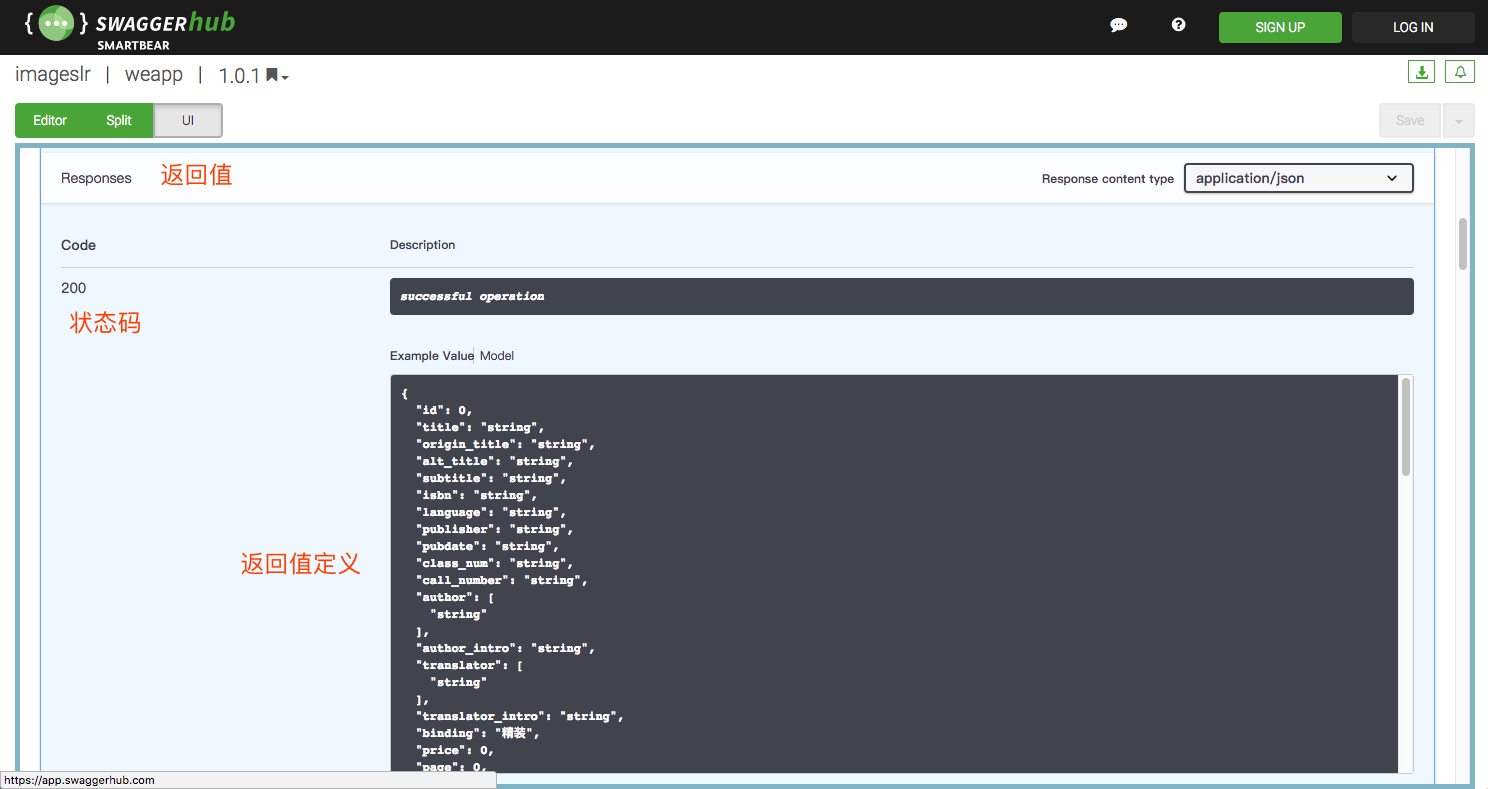 {•••} SWAGGERhub
SMARTBEAR
SIGN UP
LOG IN
imageslr | weapp | 1.0.1
Editor Split UI
Save
Responses 返回值
Response content type application/json
Code Description
200
successful operation
状态码
Example Value Model
{
"id": 0,
"title": "string",
"origin_title": "string",
"alt_title": "string",
"subtitle": "string",
"isbn": "string",
"language": "string",
"publisher": "string",
"pubdate": "string",
"class_num": "string",
返回值定义
"call_number": "string",
"author": [
"string"
],
"author_intro": "string",
"translator": [
"string"
],
"translator_intro": "string",
"binding": "精装",
"price": 0,
"page": 0,
https://app.swaggerhub.com